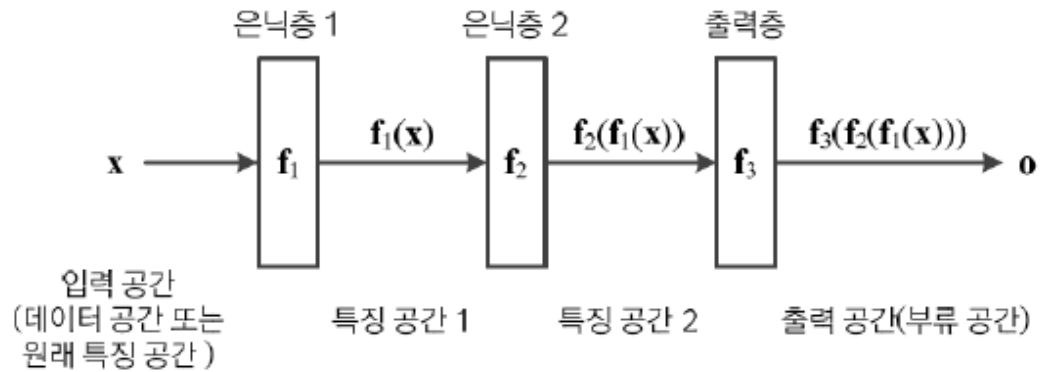 은닉층 1 은닉층 2 출력층
f1(x) f2(f1(x)) f3(f2(f1(x)))
x f1 f2 f3 o
입력 공간
(데이터 공간 또는
원래 특징 공간 )
특징 공간 1 특징 공간 2 출력 공간(부류 공간)